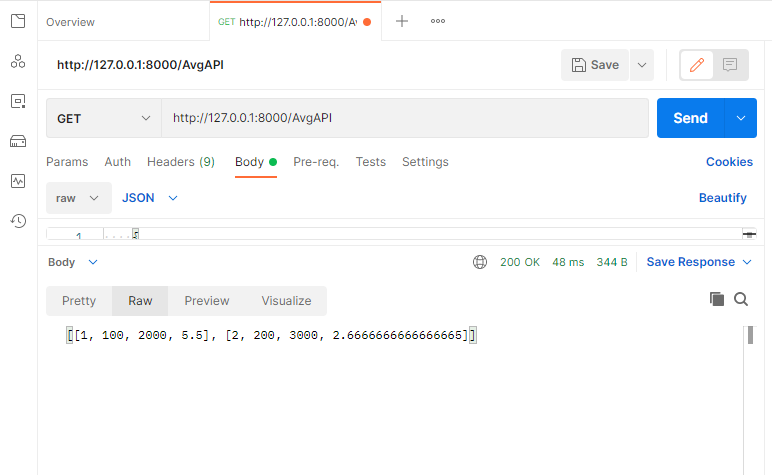 Overview
GET http://127.0.0.1:8000/Av
http://127.0.0.1:8000/AvgAPI
Save
GET http://127.0.0.1:8000/AvgAPI Send
Params Auth Headers (9) Body Pre-req. Tests Settings Cookies
raw JSON Beautify
1
Body 200 OK 48 ms 344 B Save Response
Pretty Raw Preview Visualize
[[1, 100, 2000, 5.5], [2, 200, 3000, 2.6666666666666665]]